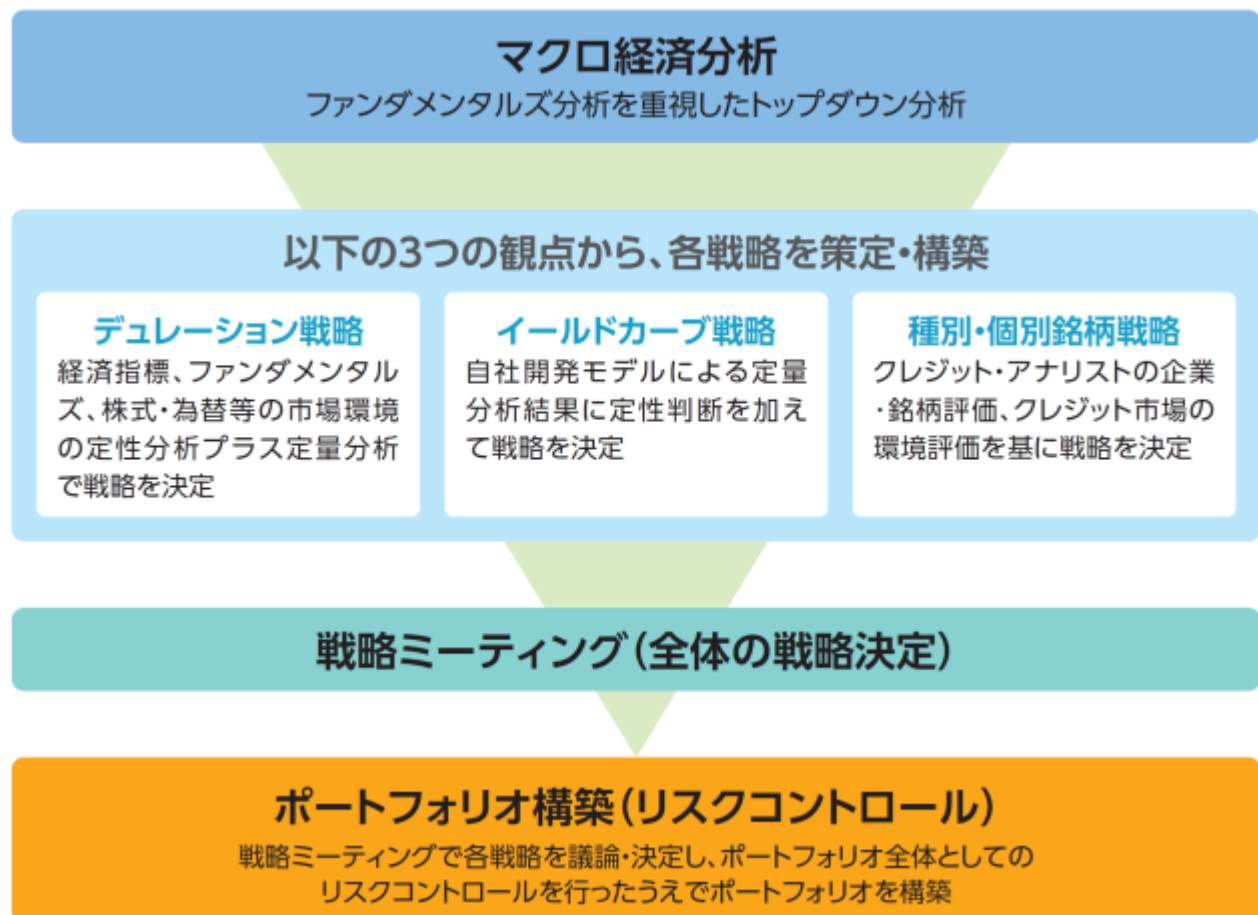 マクロ経済分析
ファンダメンタルズ分析を重視したトップダウン分析
以下の3つの観点から、各戦略を策定・構築
デュレーション戦略
経済指標、ファンダメンタル
ズ、株式・為替等の市場環境
の定性分析プラス定量分析
で戦略を決定
イールドカーブ戦略
自社開発モデルによる定量
分析結果に定性判断を加え
て戦略を決定
種別・個別銘柄戦略
クレジット・アナリストの企業
・銘柄評価、クレジット市場の
環境評価を基に戦略を決定
戦略ミーティング(全体の戦略決定)
ポートフォリオ構築(リスクコントロール)
戦略ミーティングで各戦略を議論・決定し、ポートフォリオ全体としての
リスクコントロールを行ったうえでポートフォリオを構築